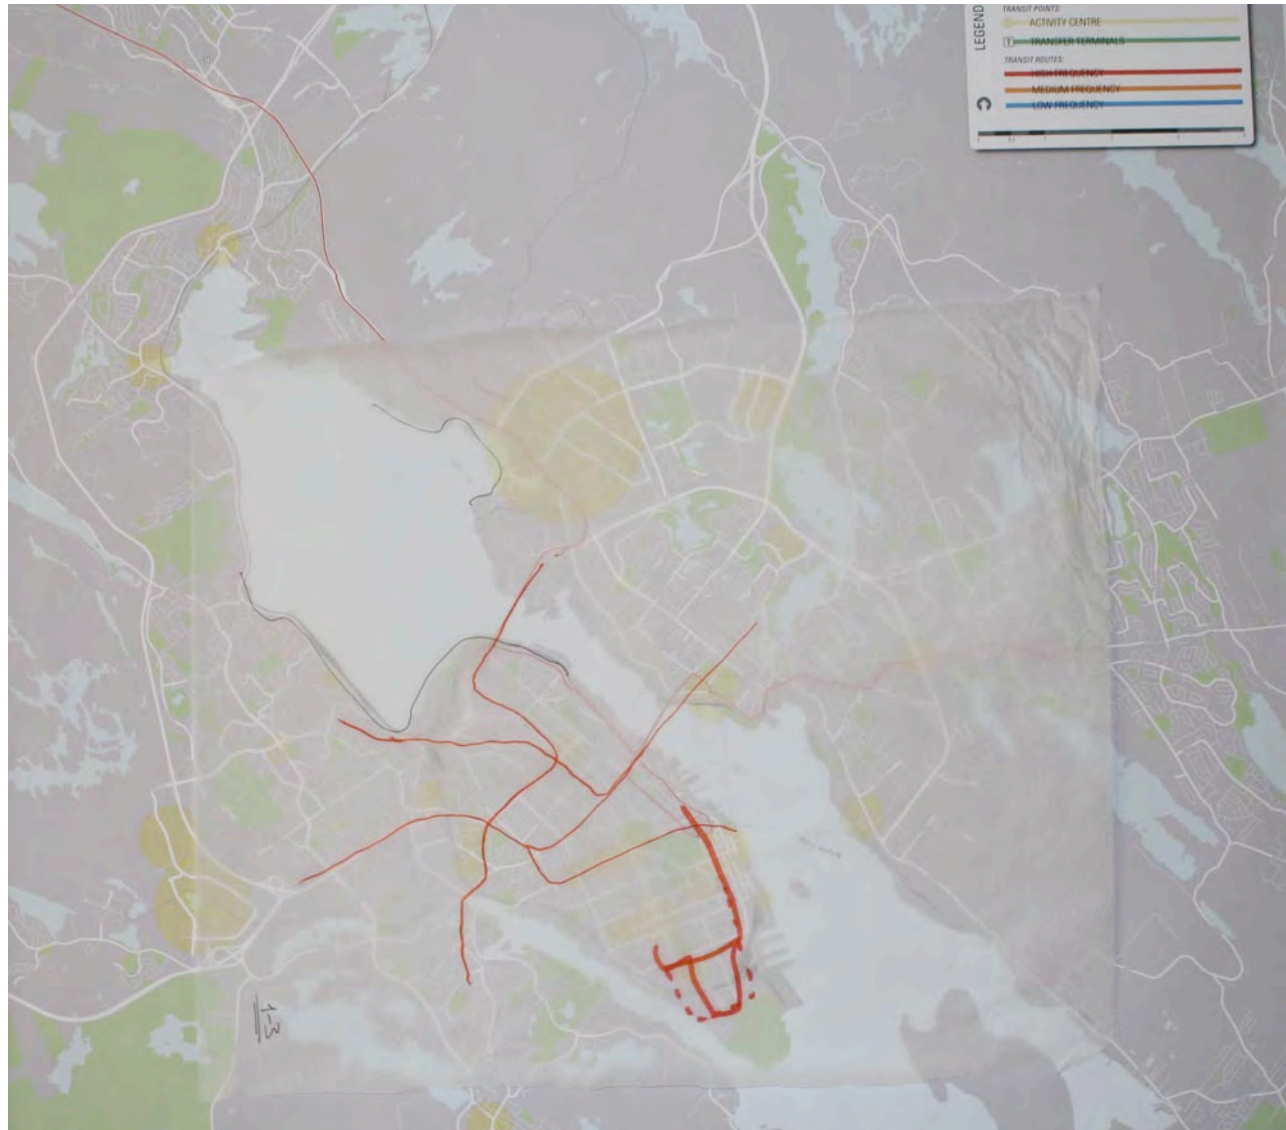 LEGEND
TRANSIT POINTS
ACTIVITY CENTRE
T TRANSFER TERMINALS
TRANSIT ROUTES
HIGH FREQUENCY
MEDIUM FREQUENCY
LOW FREQUENCY
1-3